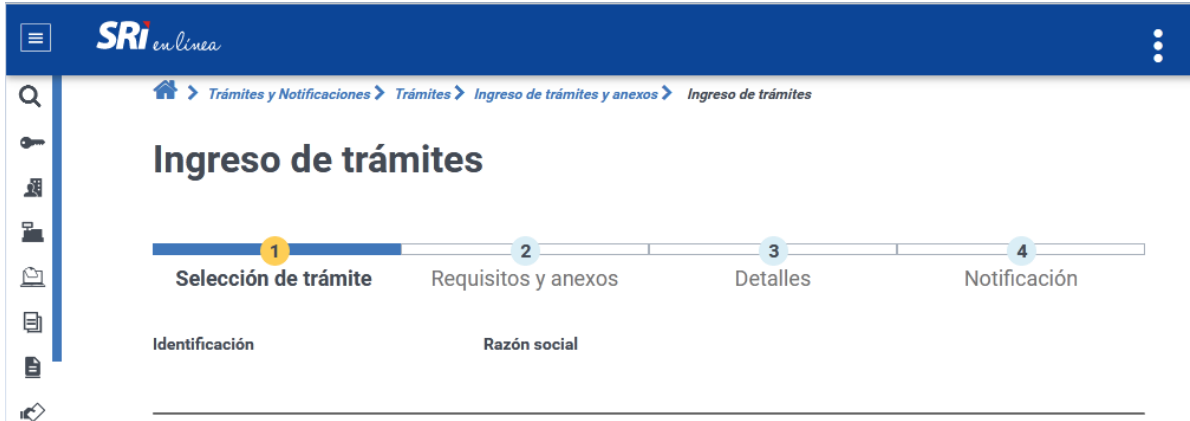 SRi en línea
Trámites y Notificaciones Trámites Ingreso de trámites y anexos Ingreso de trámites
Ingreso de trámites
1 2 3 4
Selección de trámite Requisitos y anexos Detalles Notificación
Identificación Razón social